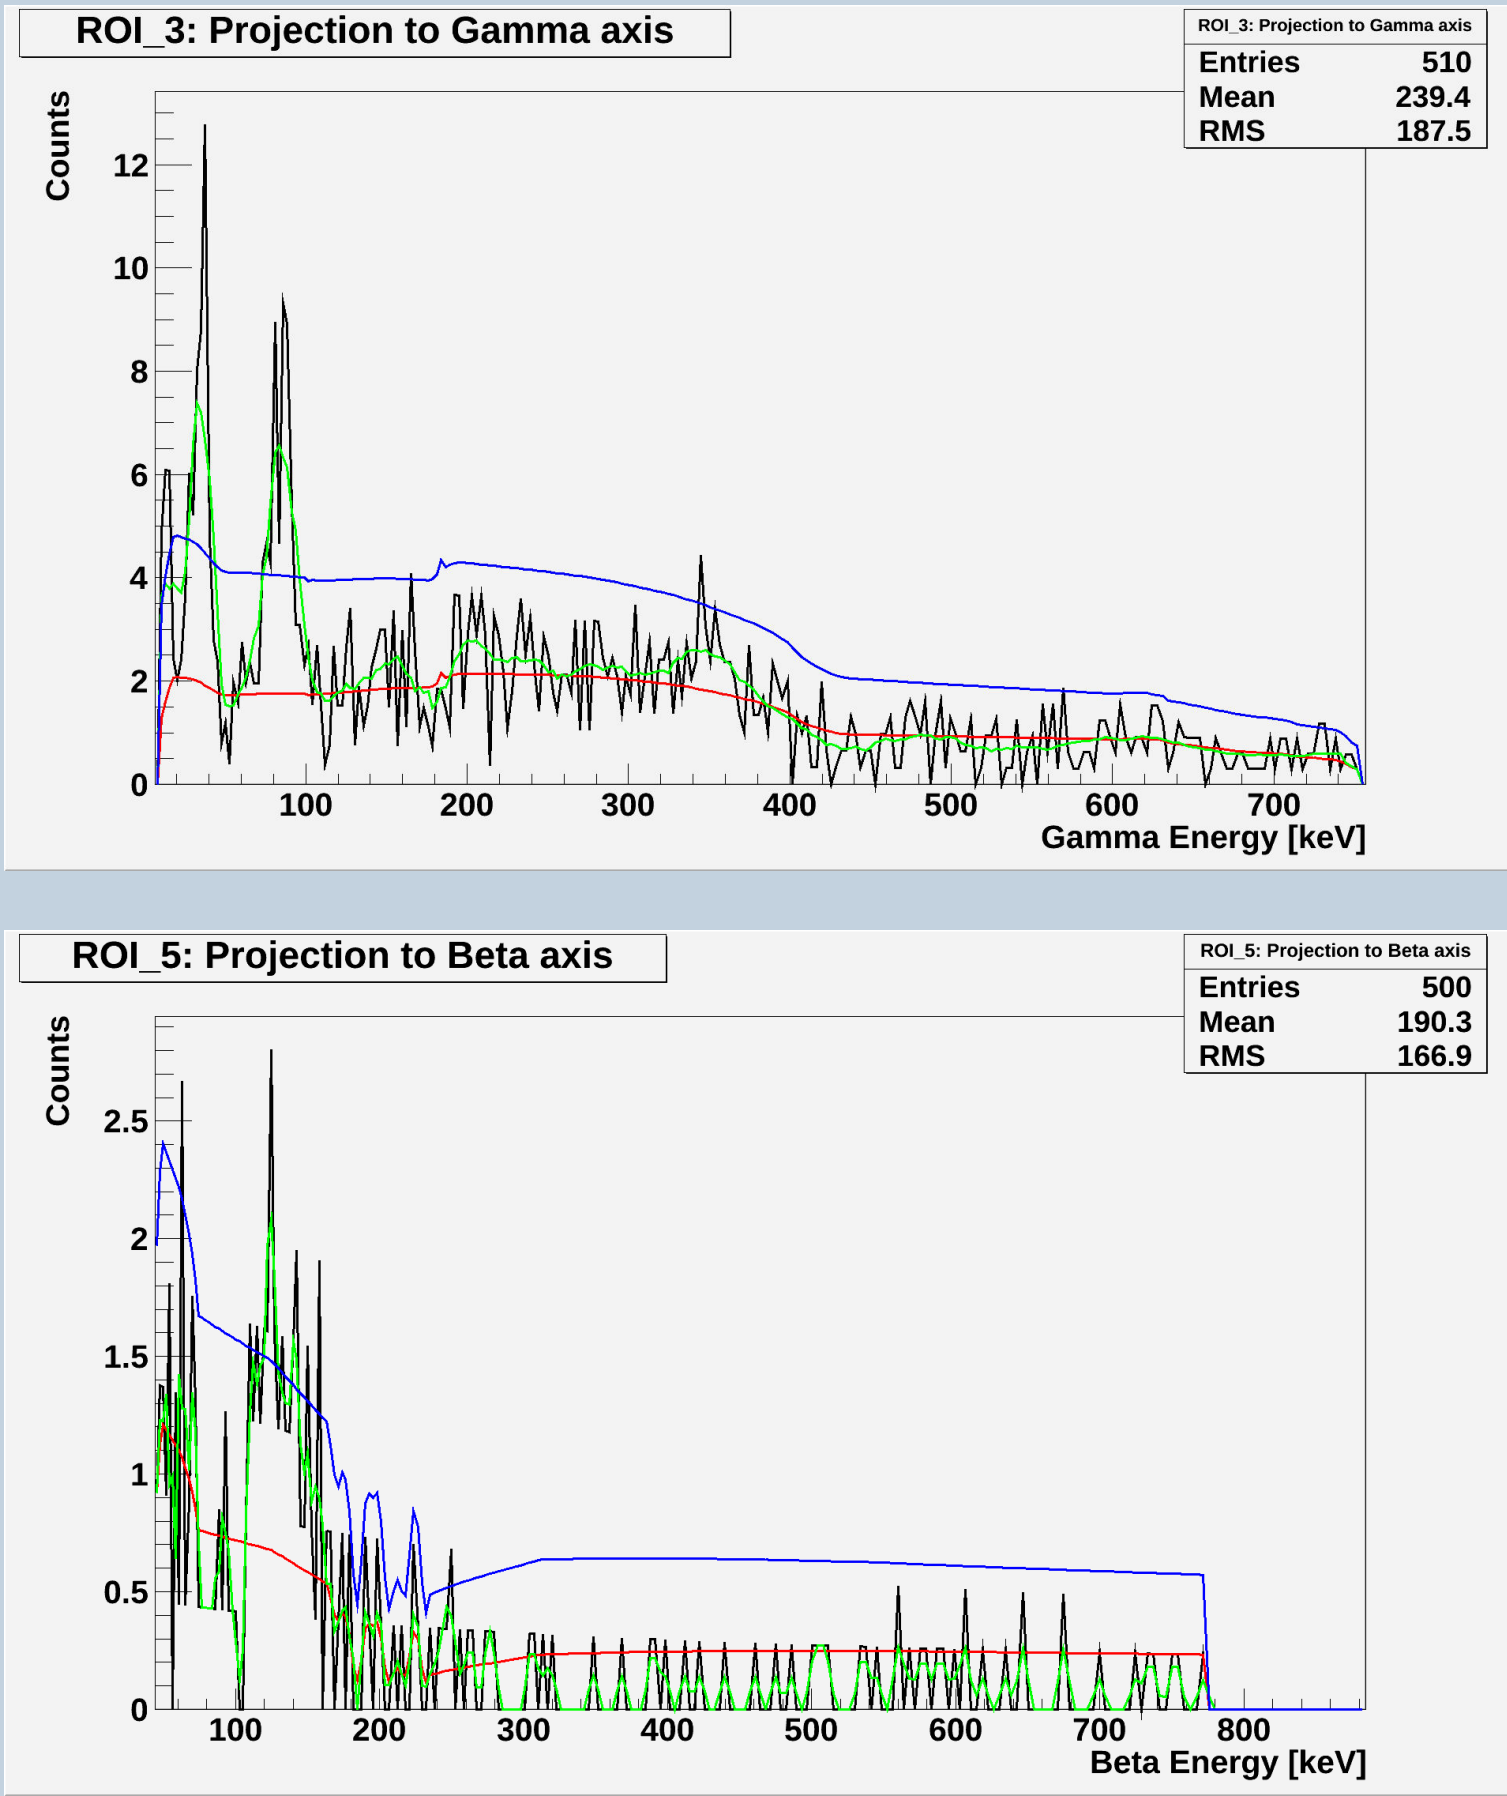 ROI_3: Projection to Gamma axis
ROI_3: Projection to Gamma axis
Entries 510
Mean 239.4
RMS 187.5
Counts
12
10
8
6
4
2
0
100 200 300 400 500 600 700
Gamma Energy [keV]
ROI_5: Projection to Beta axis
ROI_5: Projection to Beta axis
Entries 500
Mean 190.3
RMS 166.9
Counts
2.5
2
1.5
1
0.5
0
100 200 300 400 500 600 700 800
Beta Energy [keV]